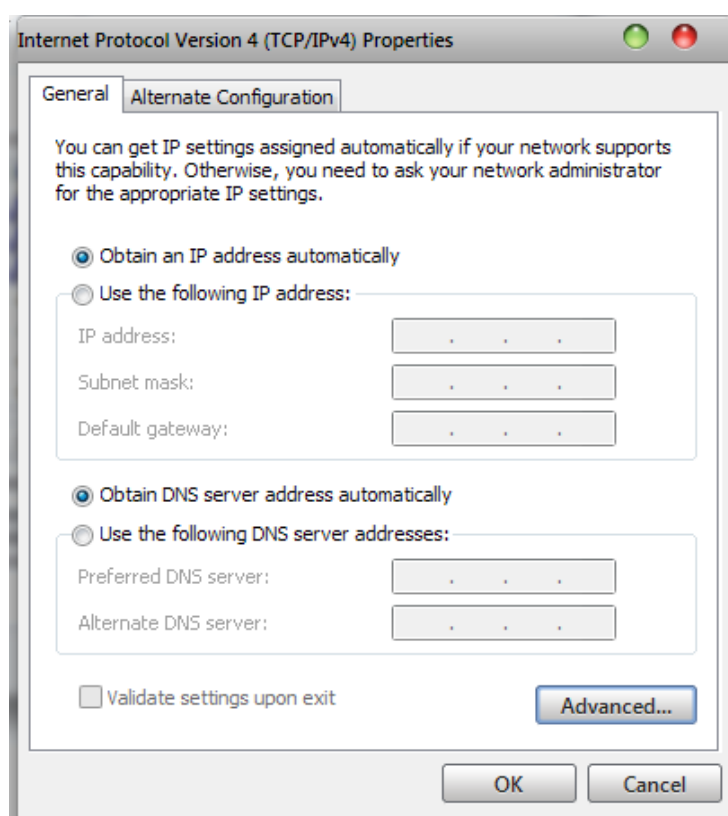 Internet Protocol Version 4 (TCP/IPv4) Properties
General
Alternate Configuration
You can get IP settings assigned automatically if your network supports
this capability. Otherwise, you need to ask your network administrator
for the appropriate IP settings.
Obtain an IP address automatically
Use the following IP address:
IP address:
Subnet mask:
Default gateway:
Obtain DNS server address automatically
Use the following DNS server addresses:
Preferred DNS server:
Alternate DNS server:
Validate settings upon exit
Advanced...
OK
Cancel